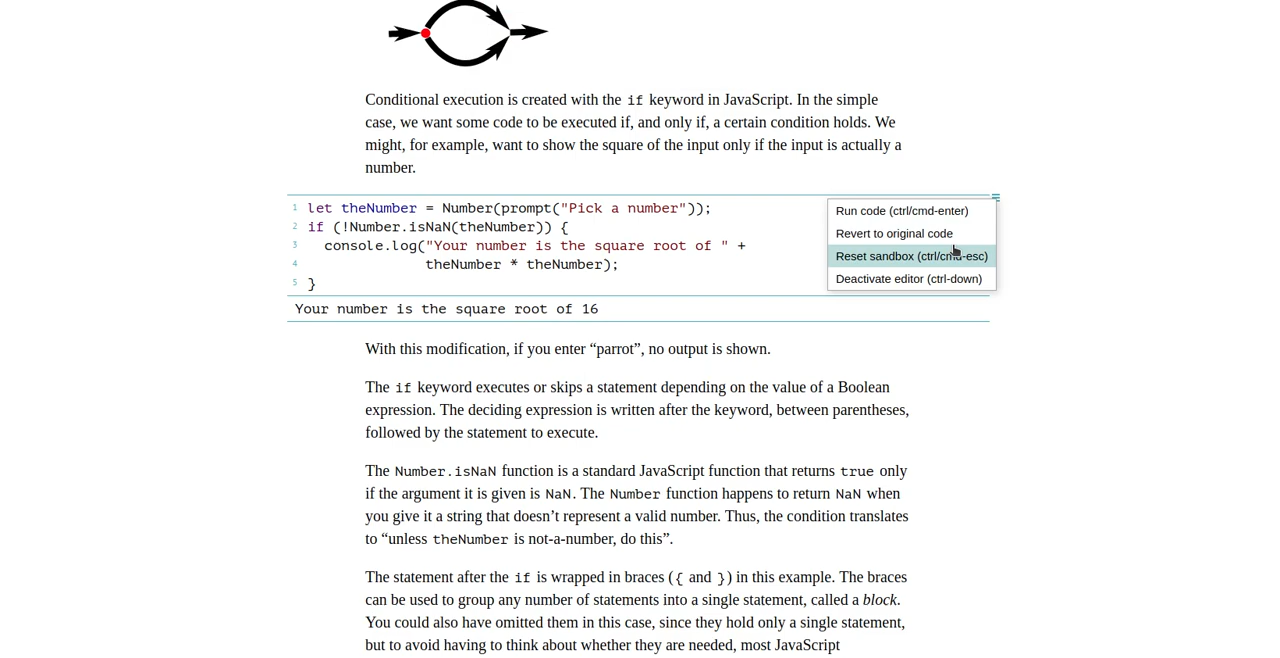 Conditional execution is created with the if keyword in JavaScript. In the simple
case, we want some code to be executed if, and only if, a certain condition holds. We
might, for example, want to show the square of the input only if the input is actually a
number.
1 let theNumber = Number(prompt("Pick a number"));
2 if (!Number.isNaN(theNumber)) {
3   console.log("Your number is the square root of " +
4               theNumber * theNumber);
5 }
Run code (ctrl/cmd-enter)
Revert to original code
Reset sandbox (ctrl/cmd-esc)
Deactivate editor (ctrl-down)
Your number is the square root of 16
With this modification, if you enter “parrot”, no output is shown.
The if keyword executes or skips a statement depending on the value of a Boolean
expression. The deciding expression is written after the keyword, between parentheses,
followed by the statement to execute.
The Number.isNaN function is a standard JavaScript function that returns true only
if the argument it is given is NaN. The Number function happens to return NaN when
you give it a string that doesn’t represent a valid number. Thus, the condition translates
to “unless theNumber is not-a-number, do this”.
The statement after the if is wrapped in braces ({ and }) in this example. The braces
can be used to group any number of statements into a single statement, called a block.
You could also have omitted them in this case, since they hold only a single statement,
but to avoid having to think about whether they are needed, most JavaScript